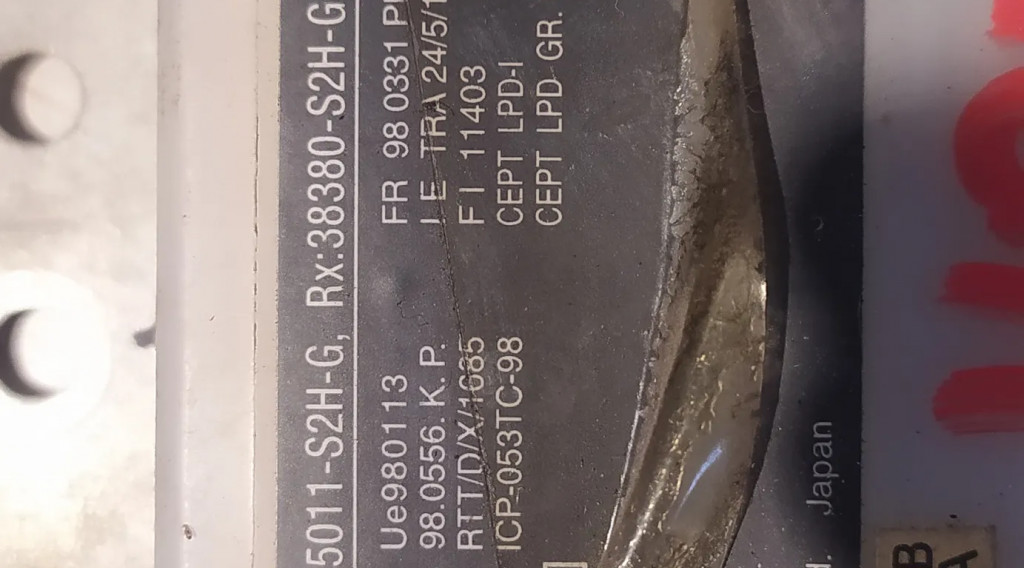 5011-S2H-G, Rx:38380-S2H-G
Ue980113 FR 98 0331 P
98.0556.K.P. I E TRA 24/5/1
RTT/D/X/1085 F I 11403
ICP-053TC-98 CEPT LPD-I
CEPT LPD GR.
Japan
B
A